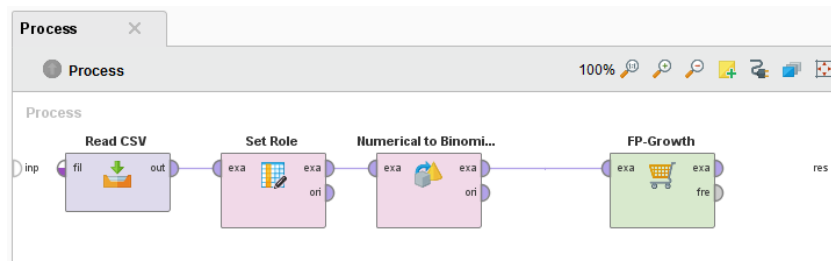 Process
Process
100%
Process
Read CSV
Set Role
Numerical to Binomi...
FP-Growth
inp
fil
out
exa
exa
ori
exa
exa
ori
exa
exa
fre
res